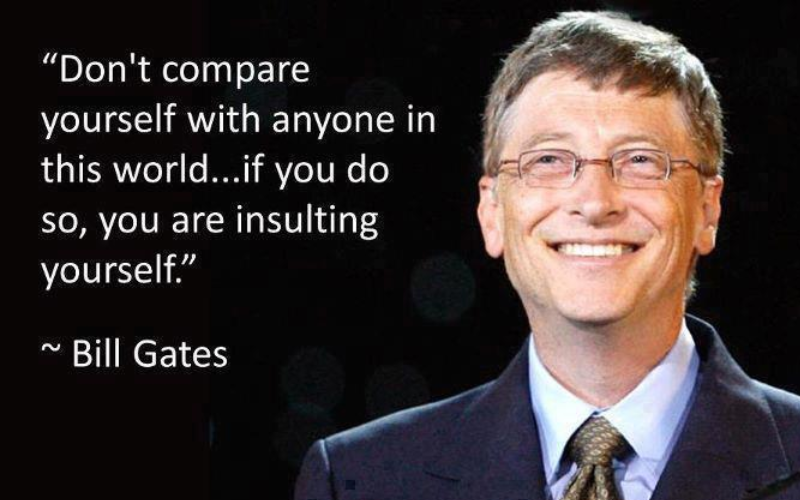 “Don't compare
yourself with anyone in
this world...if you do
so, you are insulting
yourself.”
~ Bill Gates